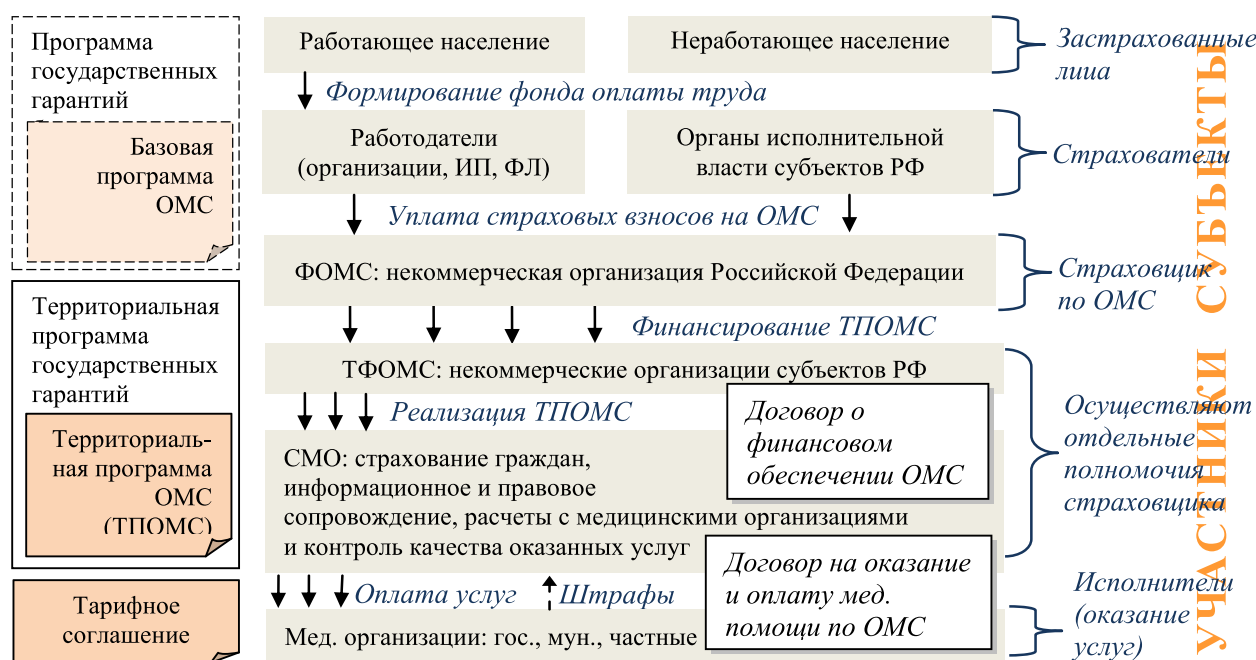 Программа
государственных
гарантий
Базовая
программа
ОМС
Территориальная
программа
государственных
гарантий
Территориаль-
ная программа
ОМС
(ТПОМС)
Тарифное
соглашение
Работающее население
Неработающее население
Застрахованные
лица
Формирование фонда оплаты труда
Работодатели
(организации, ИП, ФЛ)
Органы исполнительной
власти субъектов РФ
Страхователи
Уплата страховых взносов на ОМС
ФОМС: некоммерческая организация Российской Федерации
Страховщик
по ОМС
Финансирование ТПОМС
ТФОМС: некоммерческие организации субъектов РФ
Реализация ТПОМС
Договор о
финансовом
обеспечении ОМС
СМО: страхование граждан,
информационное и правовое
сопровождение, расчеты с медицинскими организациями
и контроль качества оказанных услуг
Осуществляют
отдельные
полномочия
страховщика
Договор на оказание
и оплату мед.
помощи по ОМС
Оплата услуг
Штрафы
Мед. организации: гос., мун., частные
Исполнители
(оказание
услуг)
СУБЪЕКТЫ
УЧАСТНИКИ